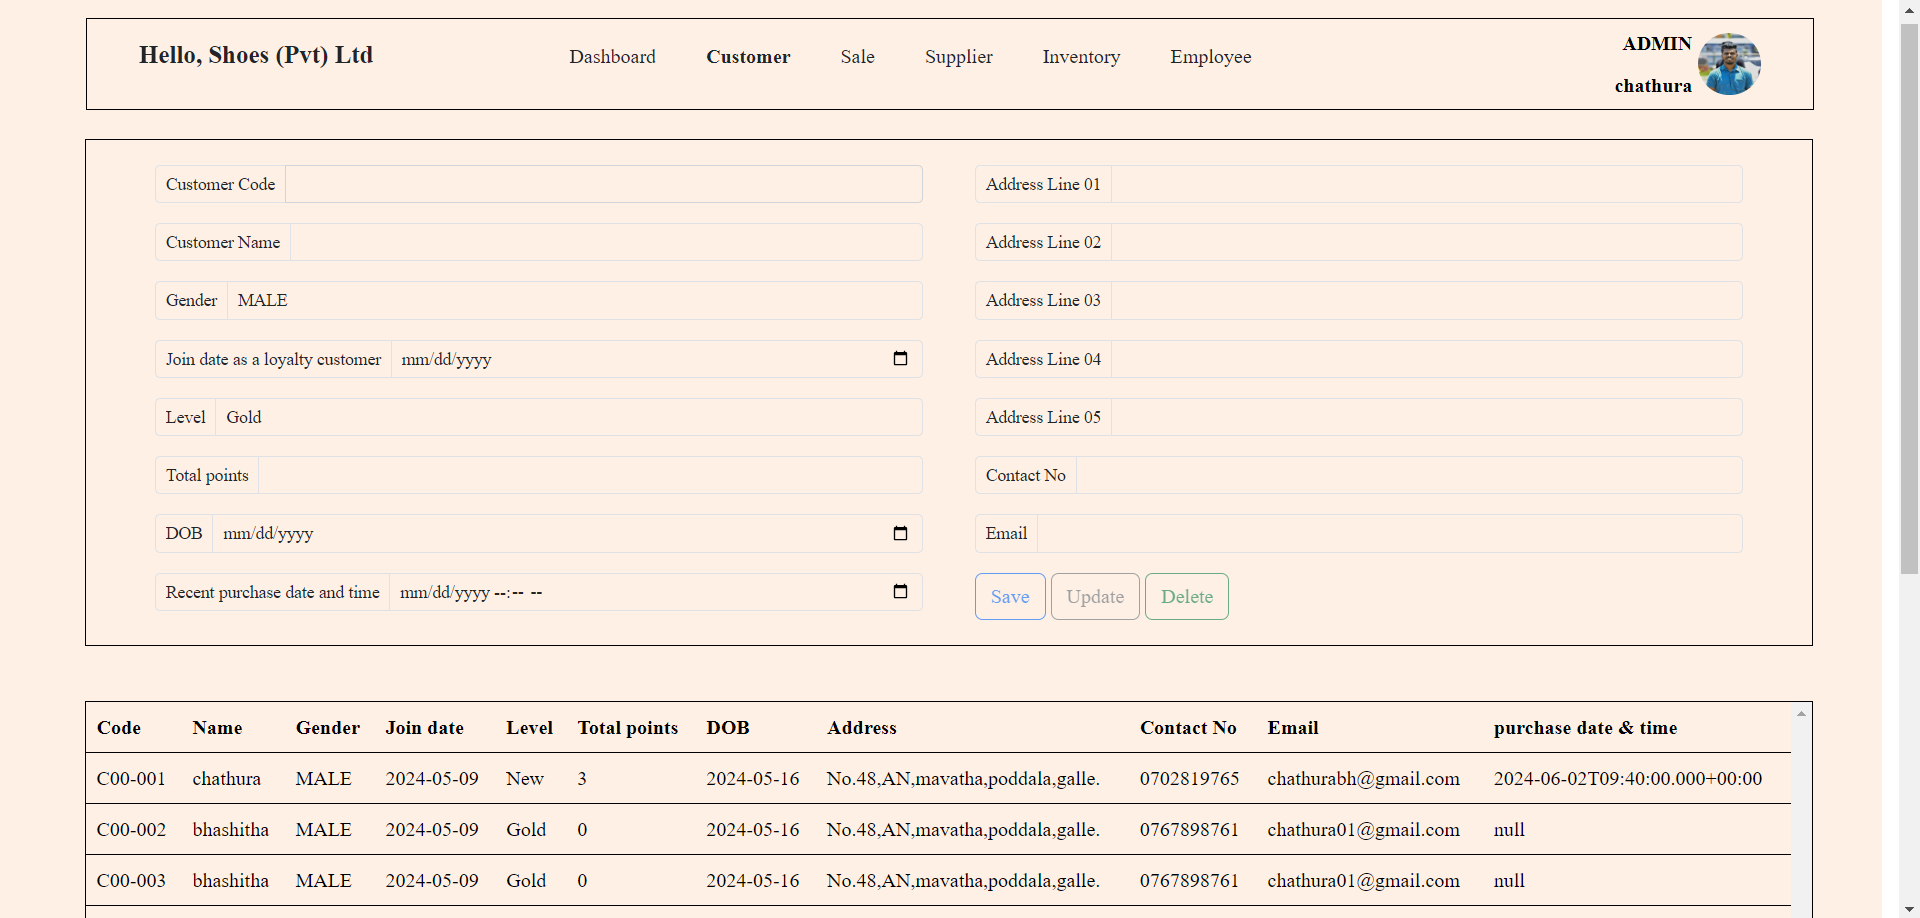 Hello, Shoes (Pvt) Ltd
Dashboard Customer Sale Supplier Inventory Employee
ADMIN
chathura
Customer Code
Customer Name
Gender MALE
Join date as a loyalty customer mm/dd/yyyy
Level Gold
Total points
DOB mm/dd/yyyy
Recent purchase date and time mm/dd/yyyy --:-- --
Address Line 01
Address Line 02
Address Line 03
Address Line 04
Address Line 05
Contact No
Email
Save Update Delete
Code Name Gender Join date Level Total points DOB Address Contact No Email purchase date & time
C00-001 chathura MALE 2024-05-09 New 3 2024-05-16 No.48,AN,mavatha,poddala,galle. 0702819765 chathurabh@gmail.com 2024-06-02T09:40:00.000+00:00
C00-002 bhashitha MALE 2024-05-09 Gold 0 2024-05-16 No.48,AN,mavatha,poddala,galle. 0767898761 chathura01@gmail.com null
C00-003 bhashitha MALE 2024-05-09 Gold 0 2024-05-16 No.48,AN,mavatha,poddala,galle. 0767898761 chathura01@gmail.com null